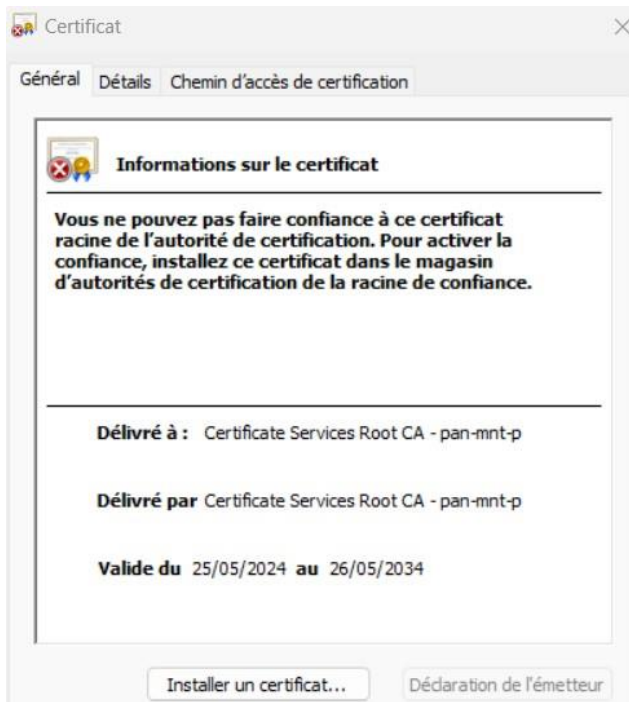 Certificat
Général Détails Chemin d'accès de certification
Informations sur le certificat
Vous ne pouvez pas faire confiance à ce certificat
racine de l'autorité de certification. Pour activer la
confiance, installez ce certificat dans le magasin
d'autorités de certification de la racine de confiance.
Délivré à : Certificate Services Root CA - pan-mnt-p
Délivré par Certificate Services Root CA - pan-mnt-p
Valide du 25/05/2024 au 26/05/2034
Installer un certificat... Déclaration de l'émetteur